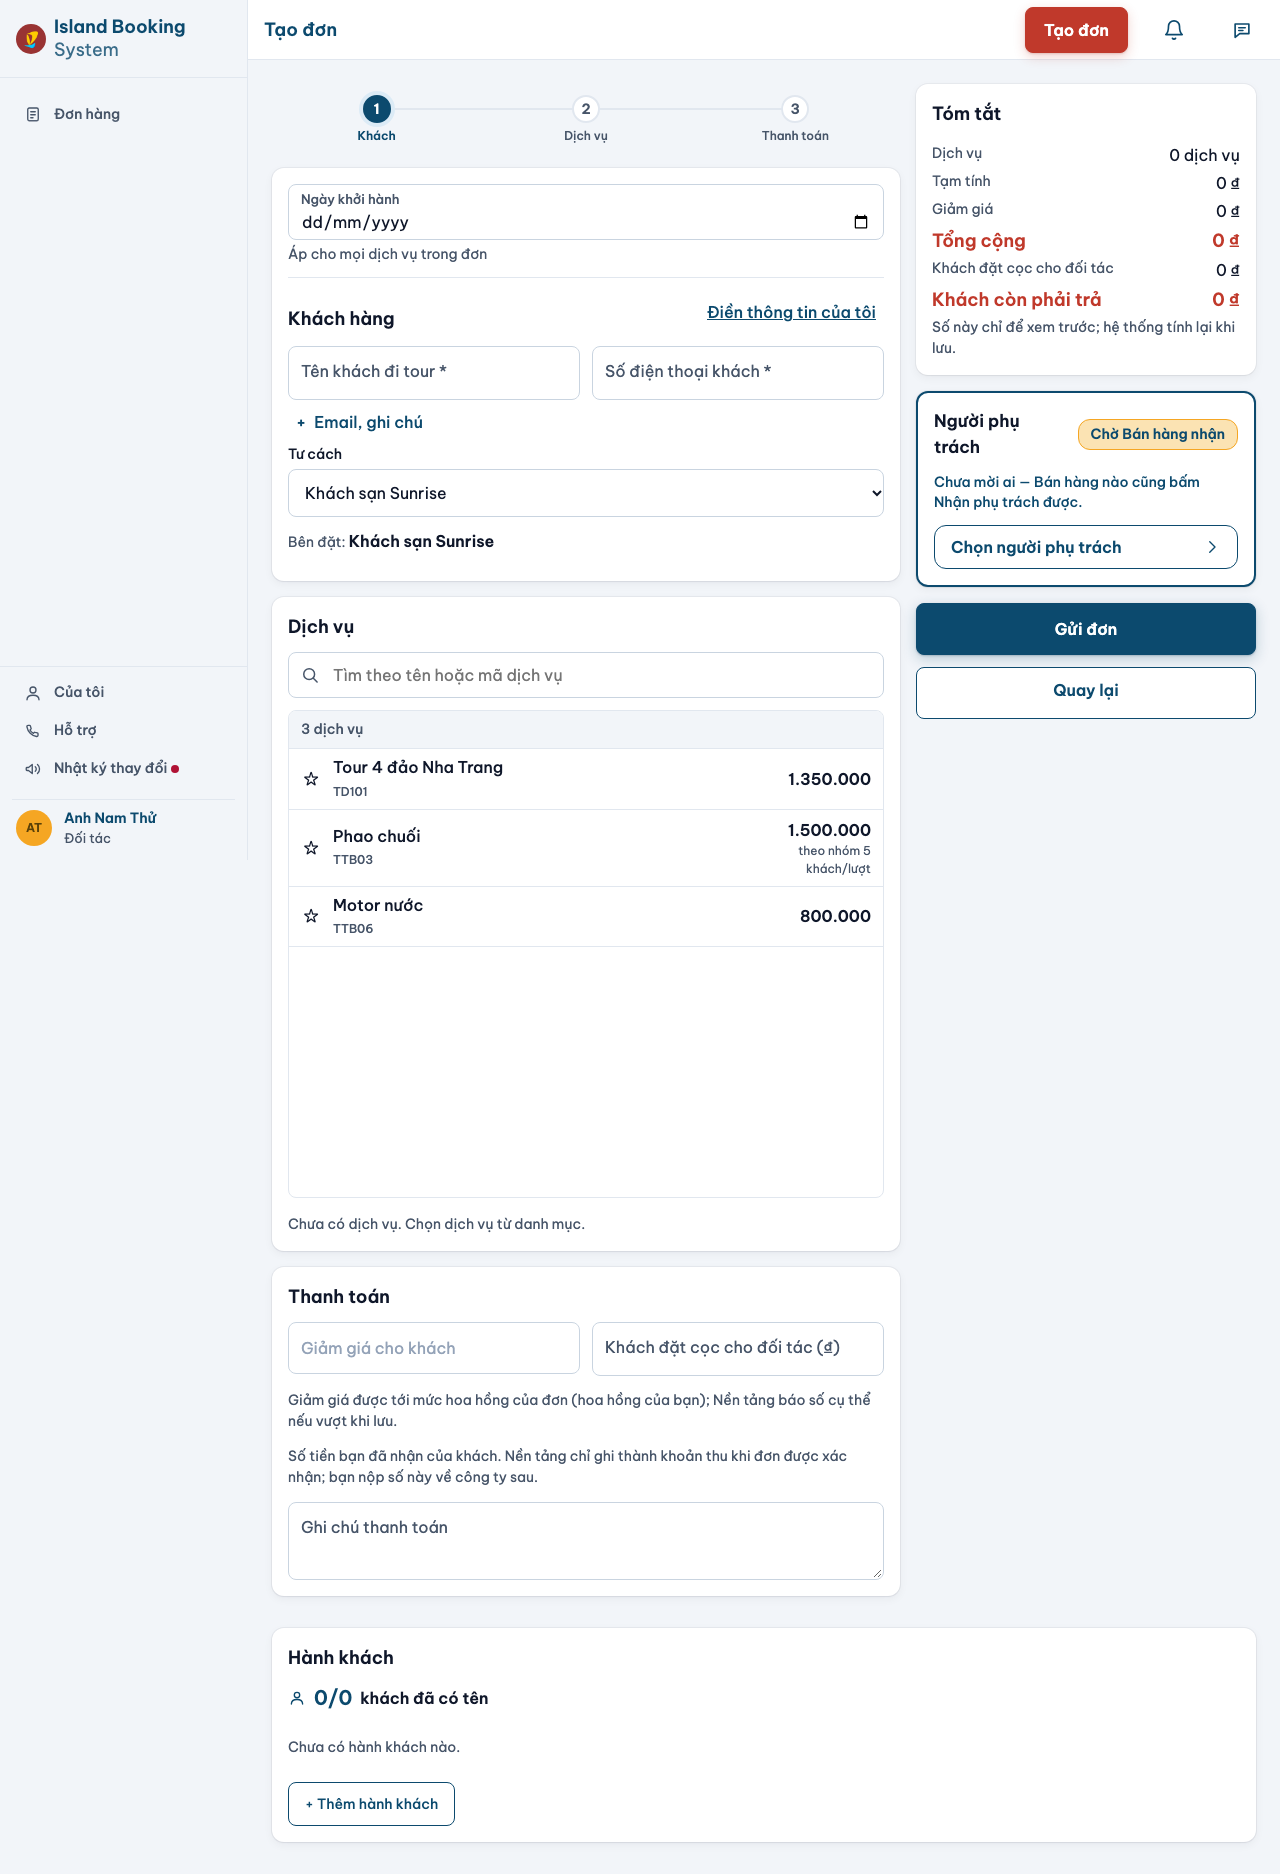 Island Booking
System
Đơn hàng
Của tôi
Hỗ trợ
Nhật ký thay đổi
AT
Anh Nam Thử
Đối tác
Tạo đơn
Tạo đơn
1
Khách
2
Dịch vụ
3
Thanh toán
Ngày khởi hành
dd/mm/yyyy
Áp cho mọi dịch vụ trong đơn
Khách hàng
Điền thông tin của tôi
Tên khách đi tour *
Số điện thoại khách *
+ Email, ghi chú
Tư cách
Khách sạn Sunrise
Bên đặt: Khách sạn Sunrise
Dịch vụ
Tìm theo tên hoặc mã dịch vụ
3 dịch vụ
Tour 4 đảo Nha Trang
TD101
1.350.000
Phao chuối
TTB03
1.500.000
theo nhóm 5
khách/lượt
Motor nước
TTB06
800.000
Chưa có dịch vụ. Chọn dịch vụ từ danh mục.
Thanh toán
Giảm giá cho khách
Khách đặt cọc cho đối tác (₫)
Giảm giá được tới mức hoa hồng của đơn (hoa hồng của bạn); Nền tảng báo số cụ thể
nếu vượt khi lưu.
Số tiền bạn đã nhận của khách. Nền tảng chỉ ghi thành khoản thu khi đơn được xác
nhận; bạn nộp số này về công ty sau.
Ghi chú thanh toán
Tóm tắt
Dịch vụ 0 dịch vụ
Tạm tính 0 ₫
Giảm giá 0 ₫
Tổng cộng 0 ₫
Khách đặt cọc cho đối tác 0 ₫
Khách còn phải trả 0 ₫
Số này chỉ để xem trước; hệ thống tính lại khi
lưu.
Người phụ
trách
Chờ Bán hàng nhận
Chưa mời ai — Bán hàng nào cũng bấm
Nhận phụ trách được.
Chọn người phụ trách
Gửi đơn
Quay lại
Hành khách
0/0 khách đã có tên
Chưa có hành khách nào.
+ Thêm hành khách